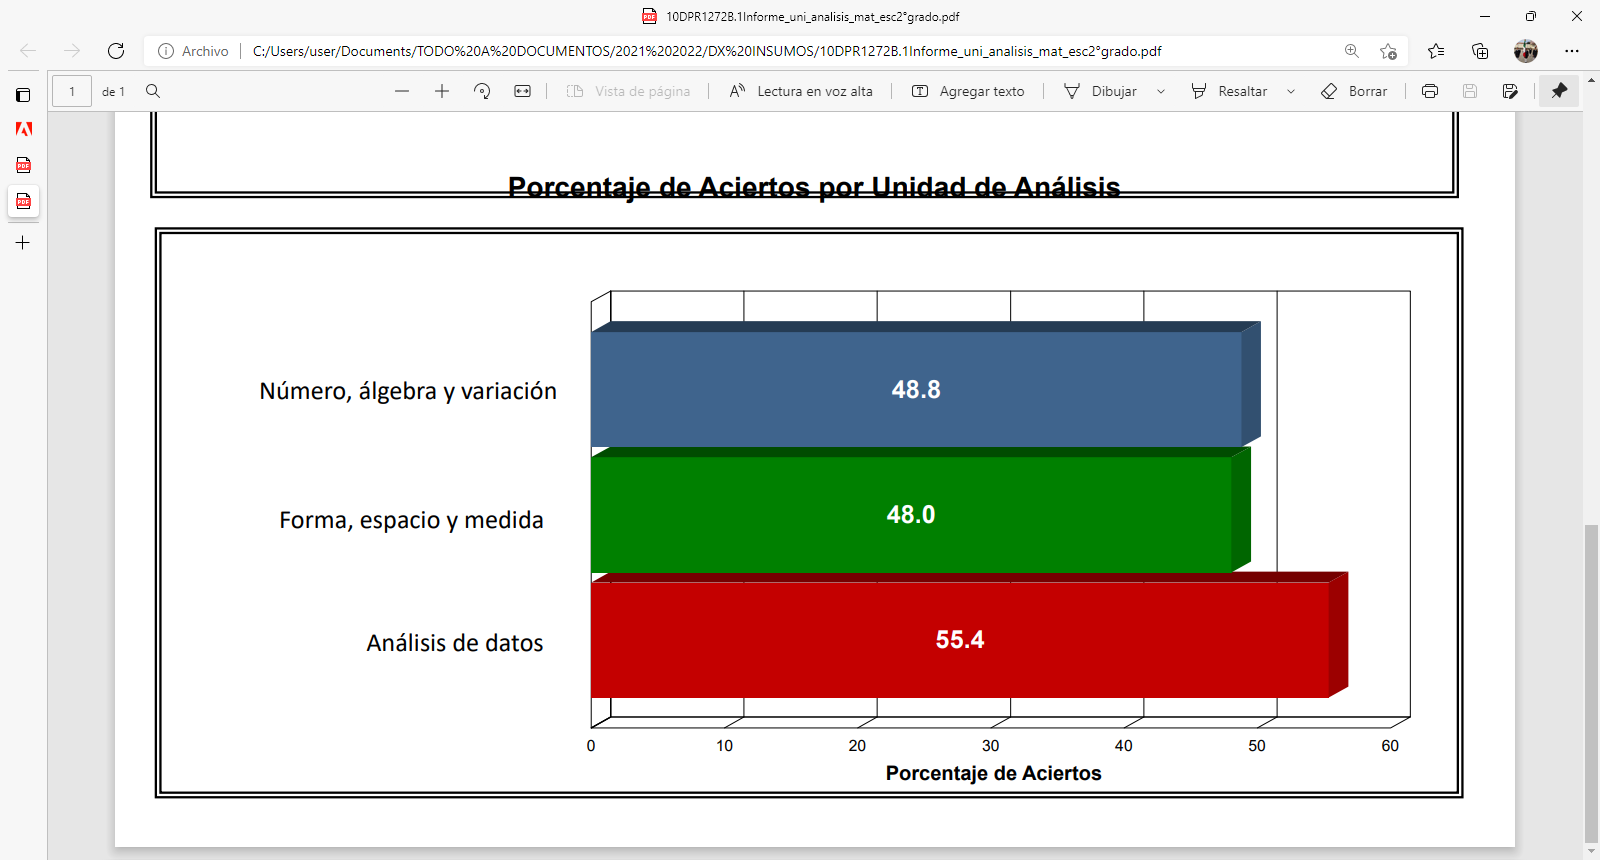 10DPR1272B.1Informe_uni_analisis_mat_esc2°grado.pdf
Archivo
C:/Users/user/Documents/TODO%20A%20DOCUMENTOS/2021%202022/DX%20INSUMOS/10DPR1272B.1Informe_uni_analisis_mat_esc2°grado.pdf
1 de 1 Vista de página Lectura en voz alta Agregar texto Dibujar Resaltar Borrar
Porcentaje de Aciertos por Unidad de Análisis
Número, álgebra y variación 48.8
Forma, espacio y medida 48.0
Análisis de datos 55.4
0 10 20 30 40 50 60
Porcentaje de Aciertos